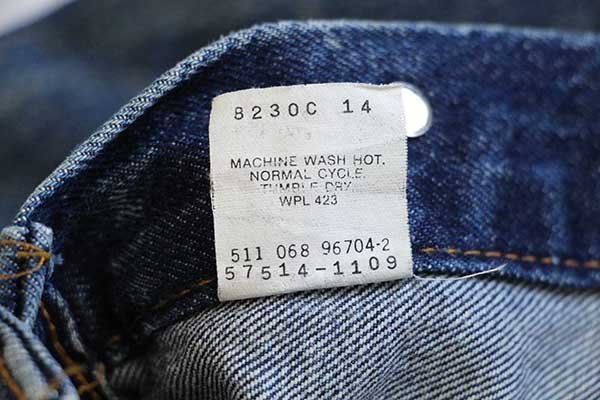 8230C 14
MACHINE WASH HOT.
NORMAL CYCLE.
TUMBLE DRY
WPL 423
511 068 96704-2
57514-1109